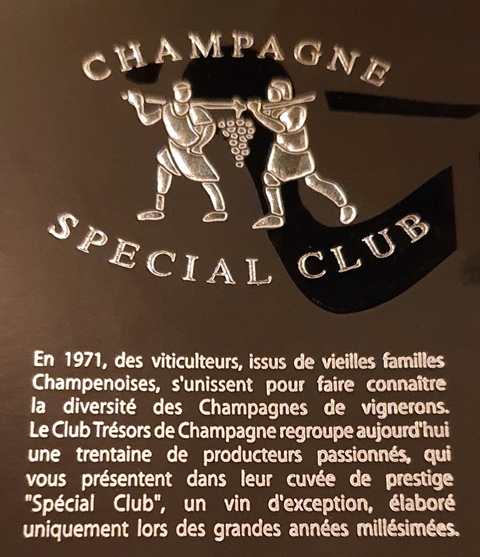 CHAMPAGNE
SPECIAL CLUB
En 1971, des viticulteurs, issus de vieilles familles
Champenoises, s'unissent pour faire connaître
la diversité des Champagnes de vignerons.
Le Club Trésors de Champagne regroupe aujourd'hui
une trentaine de producteurs passionnés, qui
vous présentent dans leur cuvée de prestige
"Spécial Club", un vin d'exception, élaboré
uniquement lors des grandes années millésimées.